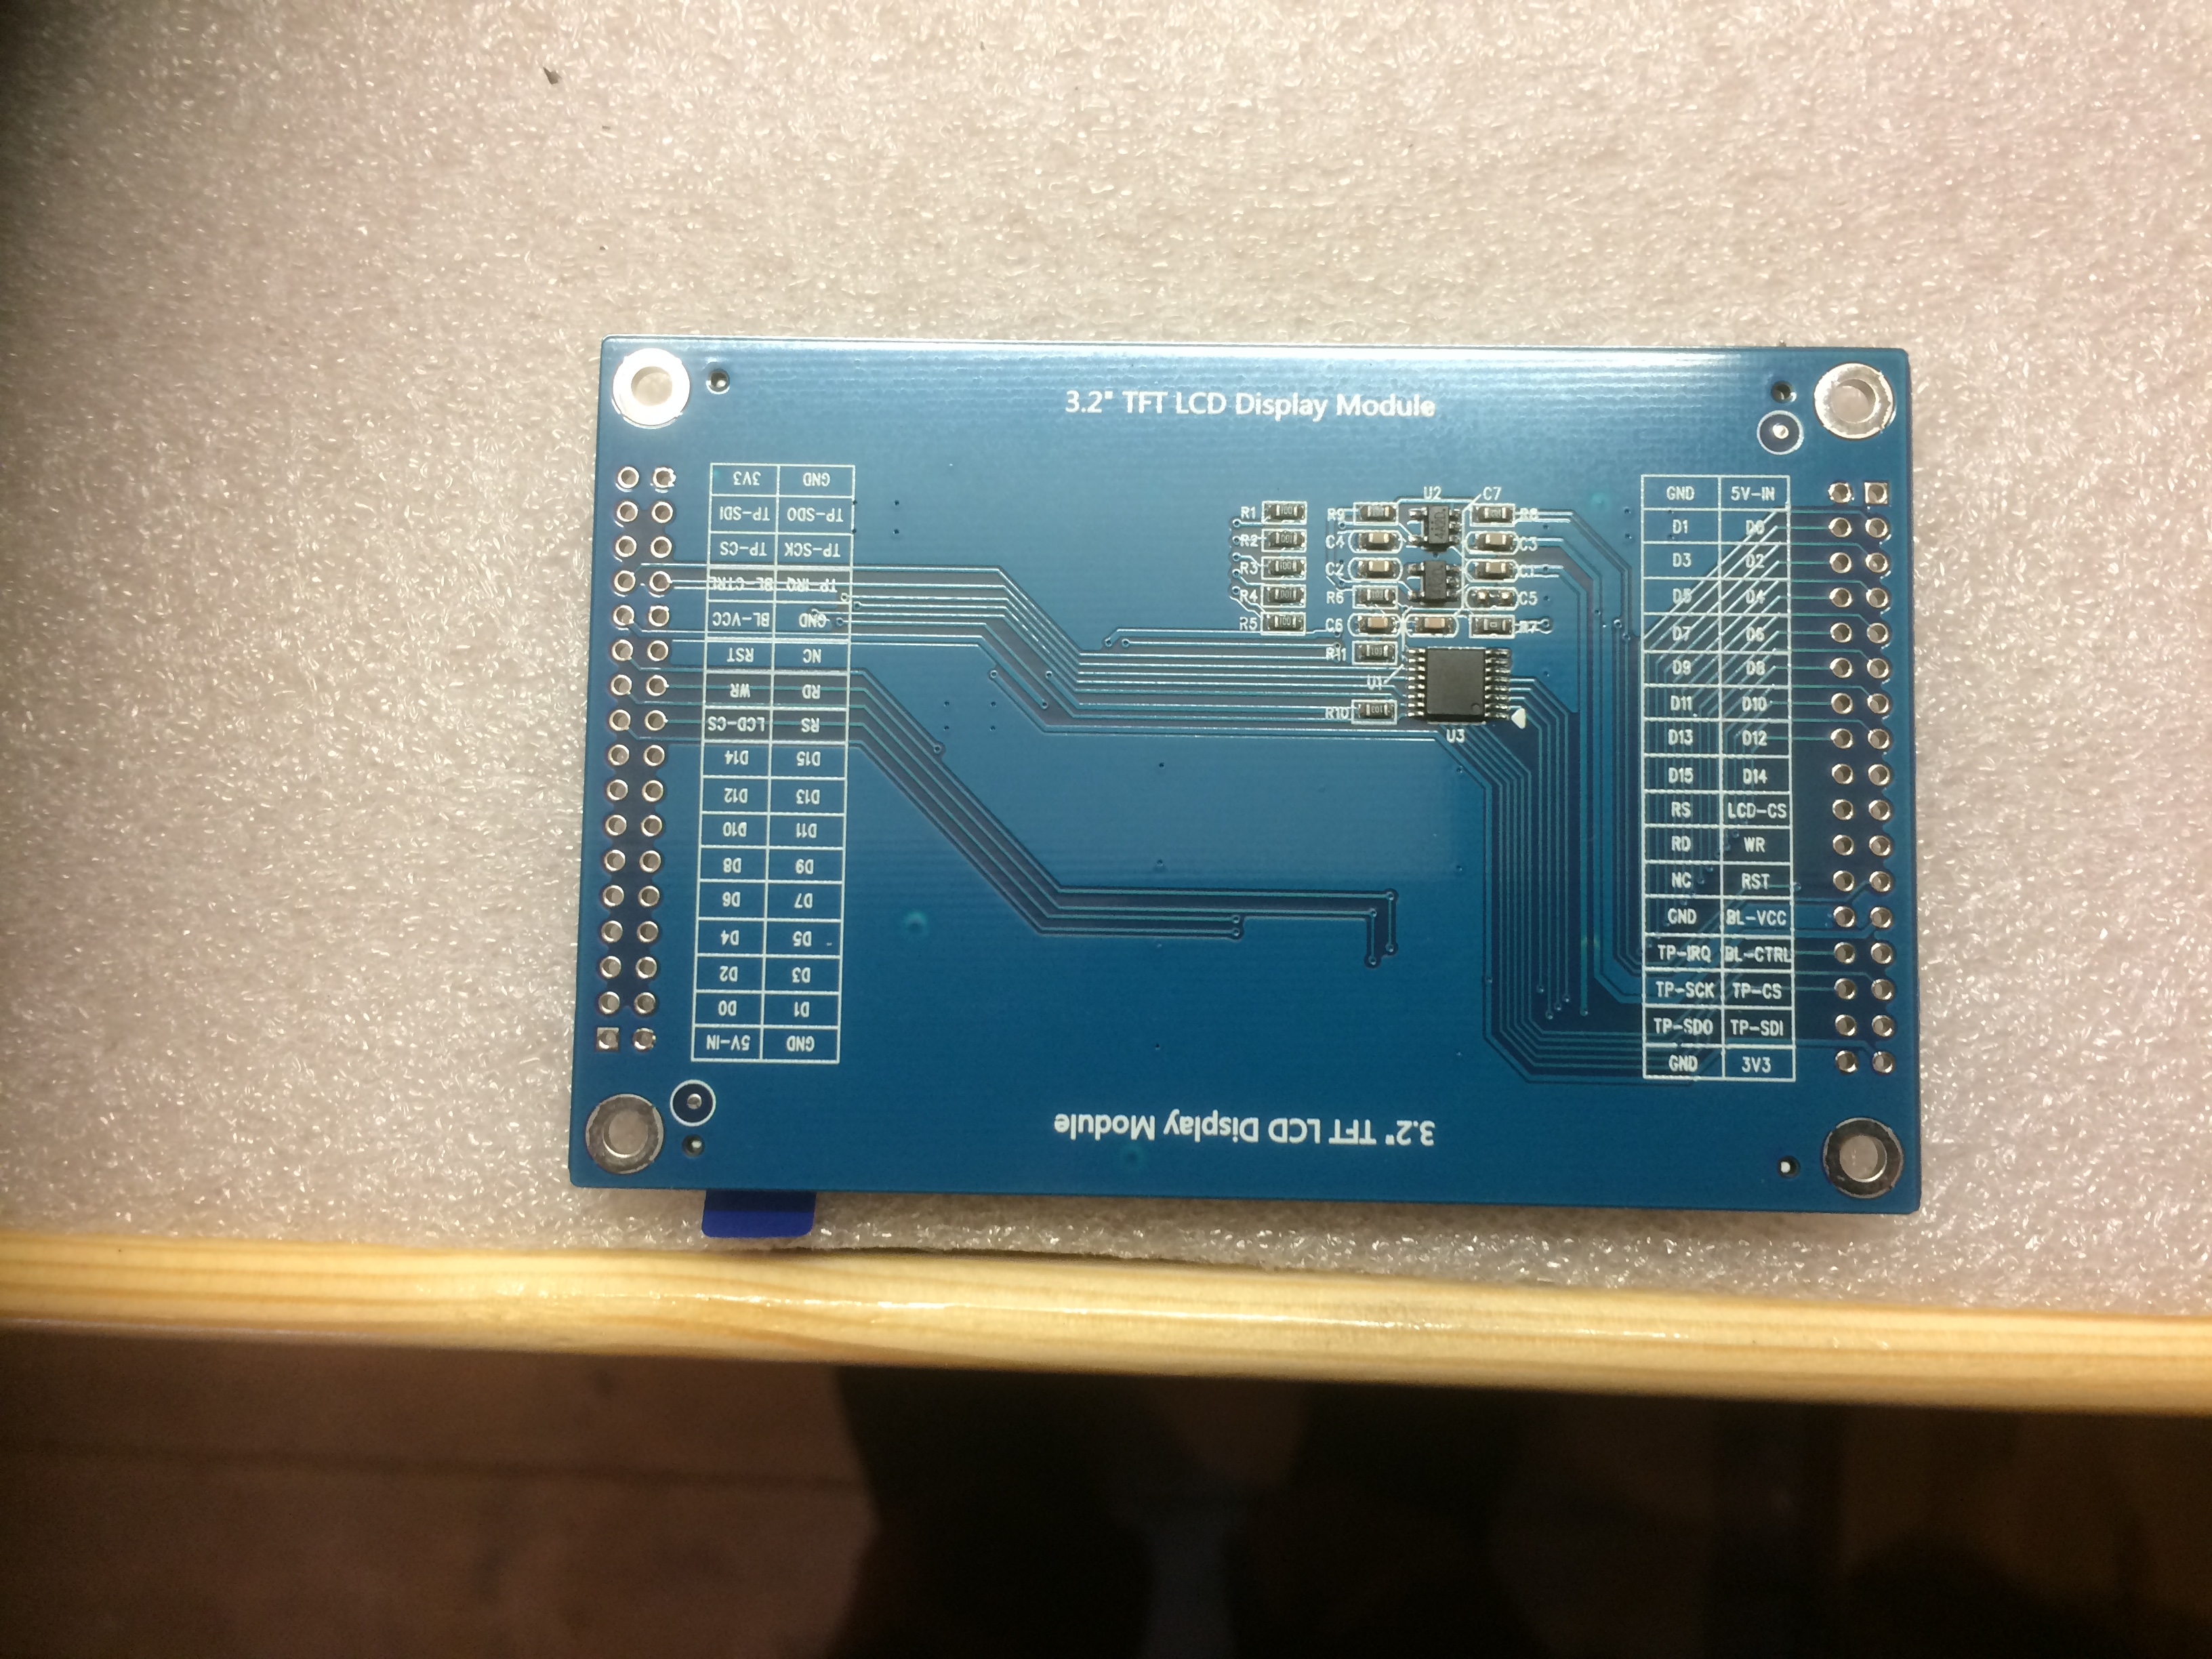 5V-IN D0 D2 D4 D6 D8 D10 D12 D14 LCD-CS WR RST BL-VCC BL-CTRL TP-CS TP-SDI 3V3
GND D1 D3 D5 D7 D9 D11 D13 D15 RS RD NC GND TP-IRQ TP-SCK TP-SDO GND
3.2" TFT LCD Display Module
3.2" TFT LCD Display Module
R5 R4 R3 R2 R1
R10 R11 C6 R6 C2 C4 R9
U1
U2
4A2D
4A2D
U3
C7
C5 C3
GND TP-SDO TP-SCK TP-IRQ GND NC RD RS D15 D13 D11 D9 D7 D5 D3 D1 GND
3V3 TP-SDI TP-CS BL-CTRL BL-VCC RST WR LCD-CS D14 D12 D10 D8 D6 D4 D2 D0 5V-IN